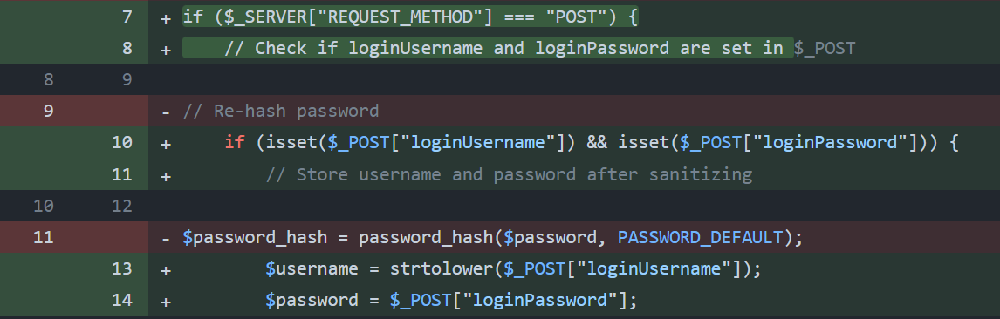 7 + if ($_SERVER["REQUEST_METHOD"] === "POST") {
8 + // Check if loginUsername and loginPassword are set in $_POST
8 9
9 - // Re-hash password
10 + if (isset($_POST["loginUsername"]) && isset($_POST["loginPassword"])) {
11 + // Store username and password after sanitizing
10 12
11 - $password_hash = password_hash($password, PASSWORD_DEFAULT);
13 + $username = strtolower($_POST["loginUsername"]);
14 + $password = $_POST["loginPassword"];